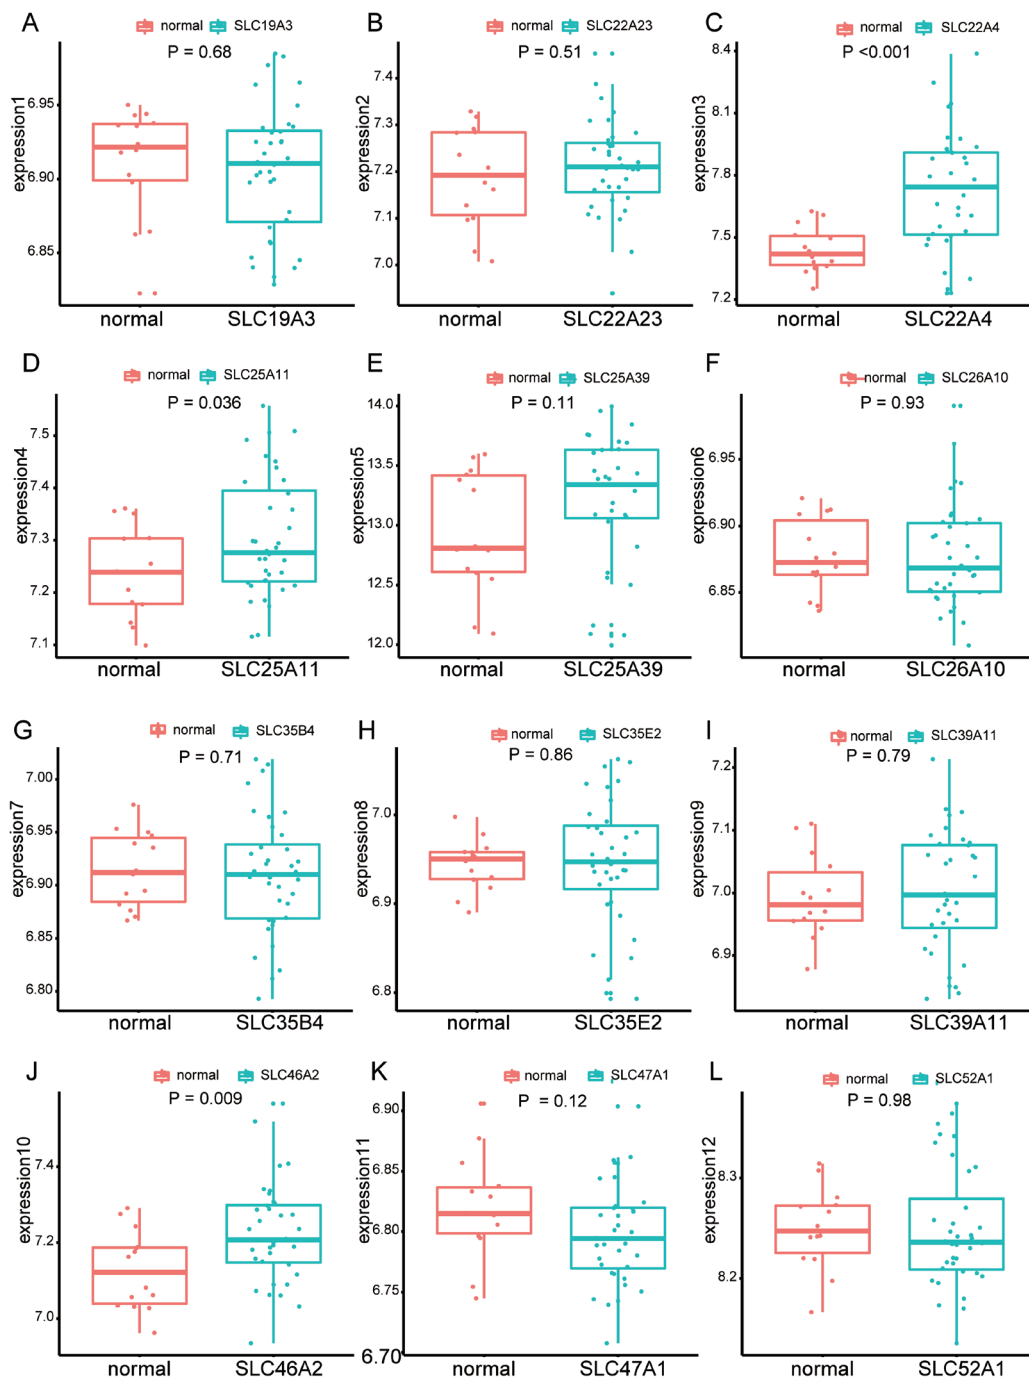 A
normal SLC19A3
P = 0.68
expression1
6.95
6.90
6.85
normal SLC19A3
B
normal SLC22A23
P = 0.51
expression2
7.4
7.3
7.2
7.1
7.0
normal SLC22A23
C
normal SLC22A4
P <0.001
expression3
8.4
8.1
7.8
7.5
7.2
normal SLC22A4
D
normal SLC25A11
P = 0.036
expression4
7.5
7.4
7.3
7.2
7.1
normal SLC25A11
E
normal SLC25A39
P = 0.11
expression5
14.0
13.5
13.0
12.5
12.0
normal SLC25A39
F
normal SLC26A10
P = 0.93
expression6
6.95
6.90
6.85
normal SLC26A10
G
normal SLC35B4
P = 0.71
expression7
7.00
6.95
6.90
6.85
6.80
normal SLC35B4
H
normal SLC35E2
P = 0.86
expression8
7.0
6.9
6.8
normal SLC35E2
I
normal SLC39A11
P = 0.79
expression9
7.2
7.1
7.0
6.9
normal SLC39A11
J
normal SLC46A2
P = 0.009
expression10
7.4
7.2
7.0
normal SLC46A2
K
normal SLC47A1
P = 0.12
expression11
6.90
6.85
6.80
6.75
6.70
normal SLC47A1
L
normal SLC52A1
P = 0.98
expression12
8.3
8.2
normal SLC52A1